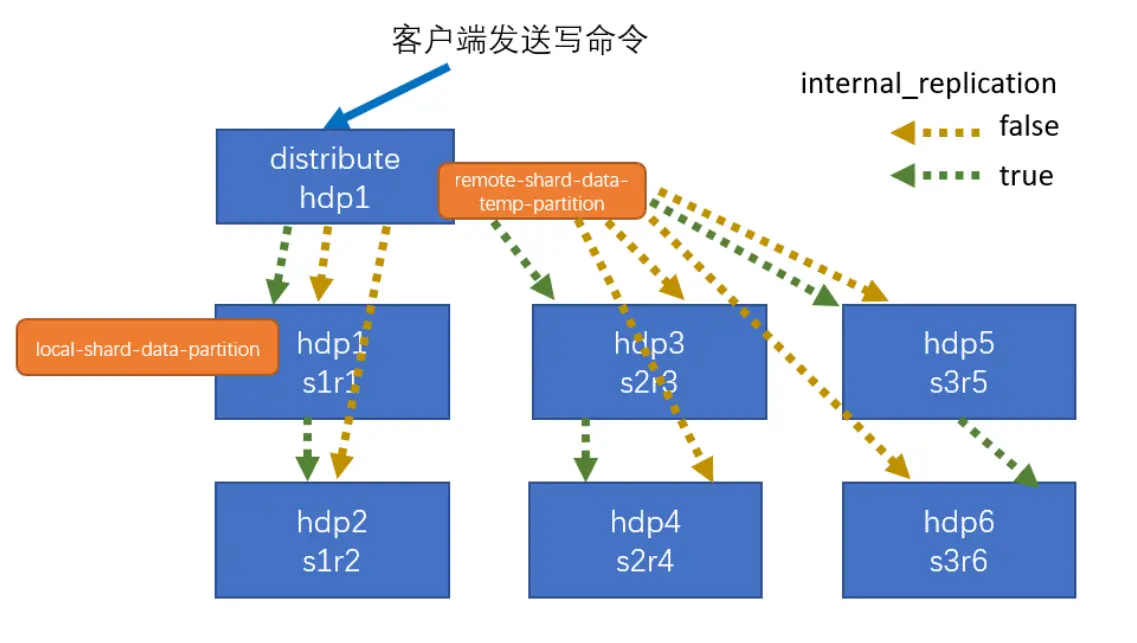 客户端发送写命令
internal_replication
false
true
distribute
hdp1
remote-shard-data-
temp-partition
local-shard-data-partition
hdp1
s1r1
hdp3
s2r3
hdp5
s3r5
hdp2
s1r2
hdp4
s2r4
hdp6
s3r6